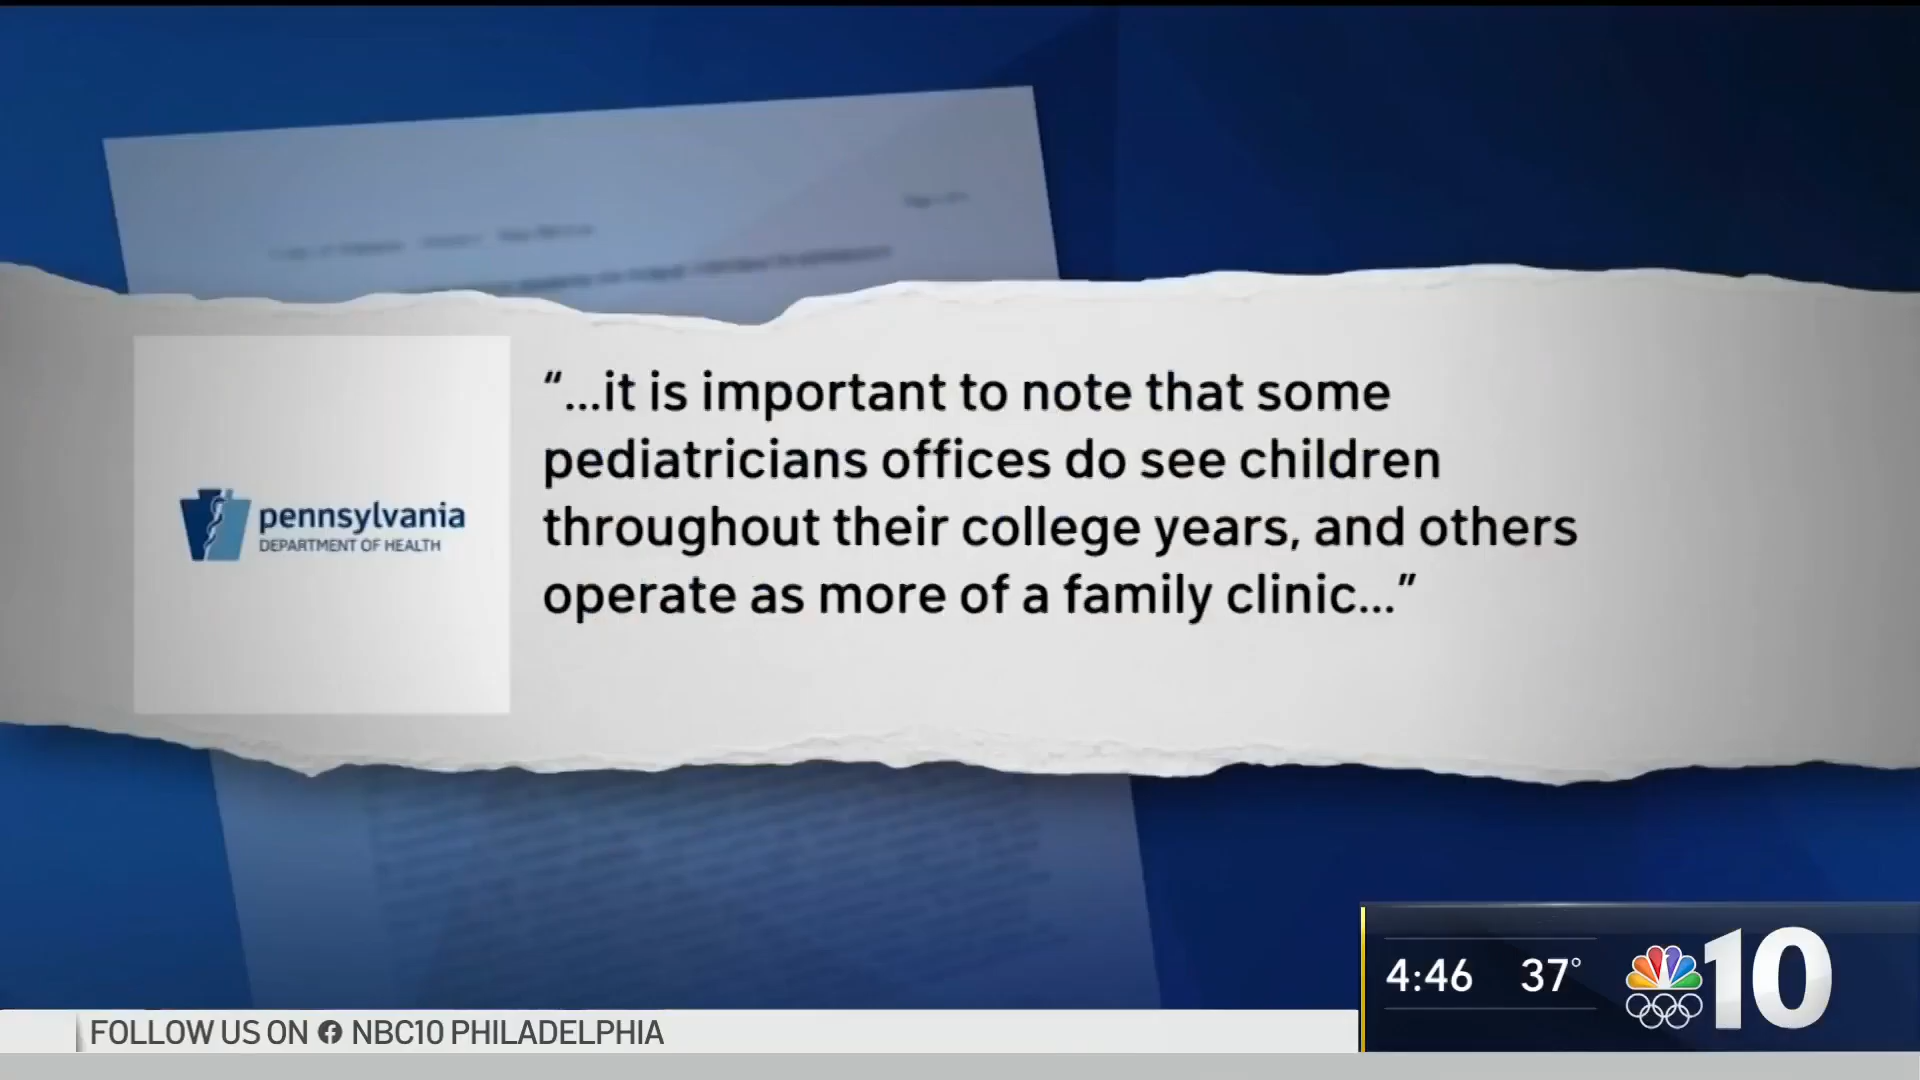 “...it is important to note that some
pediatricians offices do see children
throughout their college years, and others
operate as more of a family clinic...”
pennsylvania
DEPARTMENT OF HEALTH
4:46 37° 10
FOLLOW US ON NBC10 PHILADELPHIA